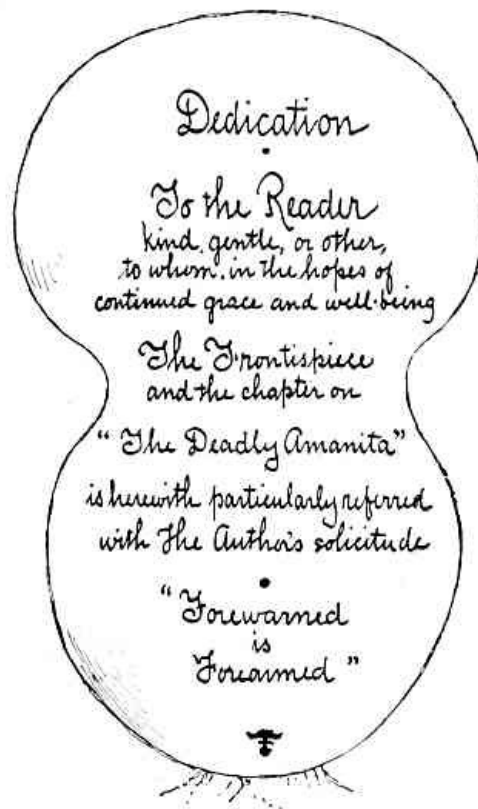 Dedication
To the Reader
kind, gentle, or other,
to whom, in the hopes of
continued grace and well-being
The Frontispiece
and the chapter on
"The Deadly Amanita"
is herewith particularly referred
with the Author's solicitude
"Forewarned
is
Forearmed"